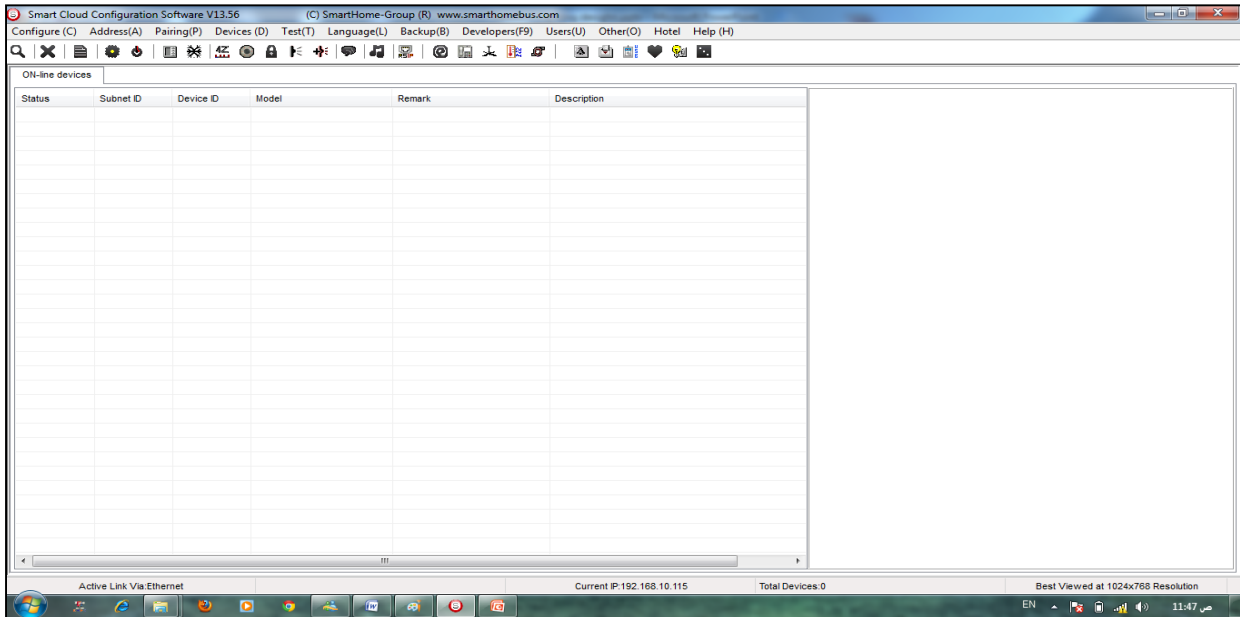 Smart Cloud Configuration Software V13.56 (C) SmartHome-Group (R) www.smarthomebus.com
Configure (C) Address(A) Pairing(P) Devices (D) Test(T) Language(L) Backup(B) Developers(F9) Users(U) Other(O) Hotel Help (H)
ON-line devices
Status Subnet ID Device ID Model Remark Description
Active Link Via:Ethernet Current IP:192.168.10.115 Total Devices:0 Best Viewed at 1024x768 Resolution
EN 11:47 ص